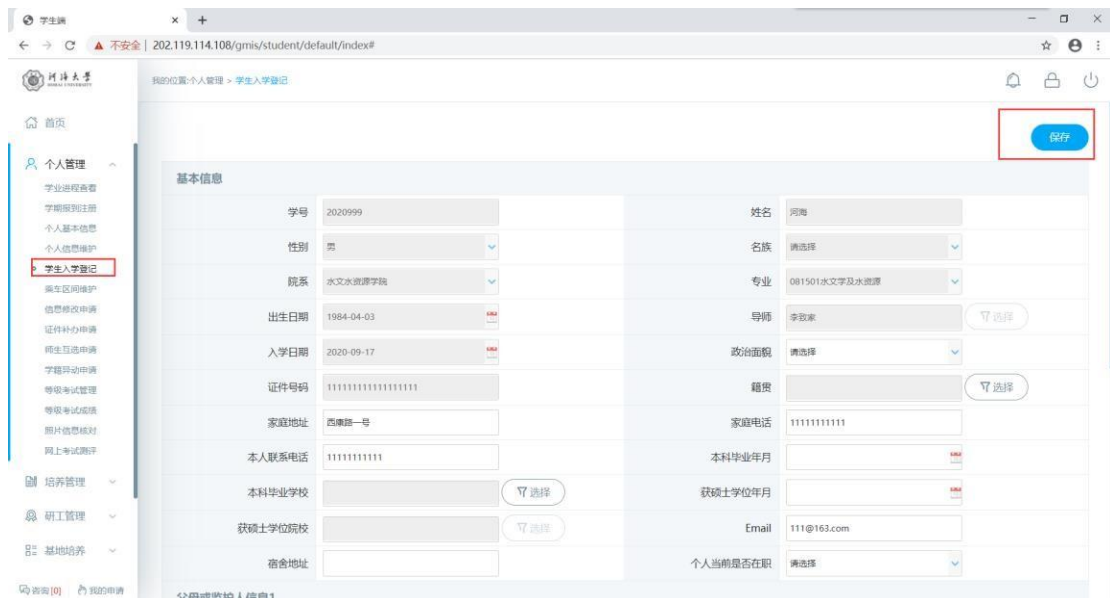 学生端
不安全 | 202.119.114.108/gmis/student/default/index#
河海大学
HOHAI UNIVERSITY
我的位置:个人管理 > 学生入学登记
首页
保存
个人管理
基本信息
学业进程查看
学期报到注册
个人基本信息
个人信息维护
学生入学登记
乘车区间维护
信息修改申请
证件补办申请
师生互选申请
学籍异动申请
等级考试管理
等级考试成绩
照片信息核对
网上考试测评
培养管理
研工管理
基地培养
咨询[0] 我的申请
学号 2020999 姓名 河海
性别 男 名族 请选择
院系 水文水资源学院 专业 081501水文学及水资源
出生日期 1984-04-03 导师 李致家 选择
入学日期 2020-09-17 政治面貌 请选择
证件号码 111111111111111111 籍贯 选择
家庭地址 西康路一号 家庭电话 11111111111
本人联系电话 11111111111 本科毕业年月
本科毕业学校 选择 获硕士学位年月
获硕士学位院校 选择 Email 111@163.com
宿舍地址 个人当前是否在职 请选择
父母或监护人信息1